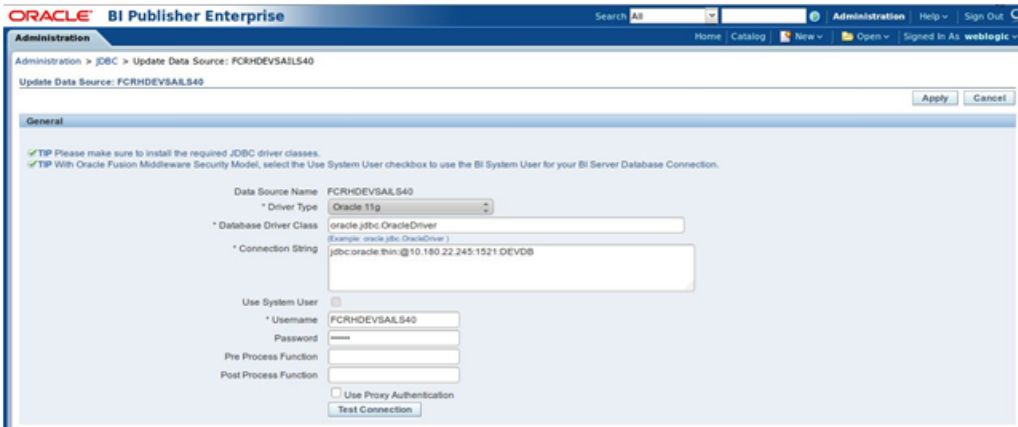 ORACLE BI Publisher Enterprise Search All Administration Help Sign Out
Administration Home Catalog New Open Signed In As weblogic
Administration > JDBC > Update Data Source: FCRHDEVSAILS40
Update Data Source: FCRHDEVSAILS40
Apply Cancel
General
TIP Please make sure to install the required JDBC driver classes.
TIP With Oracle Fusion Middleware Security Model, select the Use System User checkbox to use the BI System User for your BI Server Database Connection.
Data Source Name FCRHDEVSAILS40
* Driver Type Oracle 11g
* Database Driver Class oracle.jdbc.OracleDriver
(Example: oracle.jdbc.OracleDriver )
* Connection String jdbc:oracle:thin:@10.180.22.245:1521:DEVDB
Use System User
* Username FCRHDEVSAILS40
Password
Pre Process Function
Post Process Function
Use Proxy Authentication
Test Connection